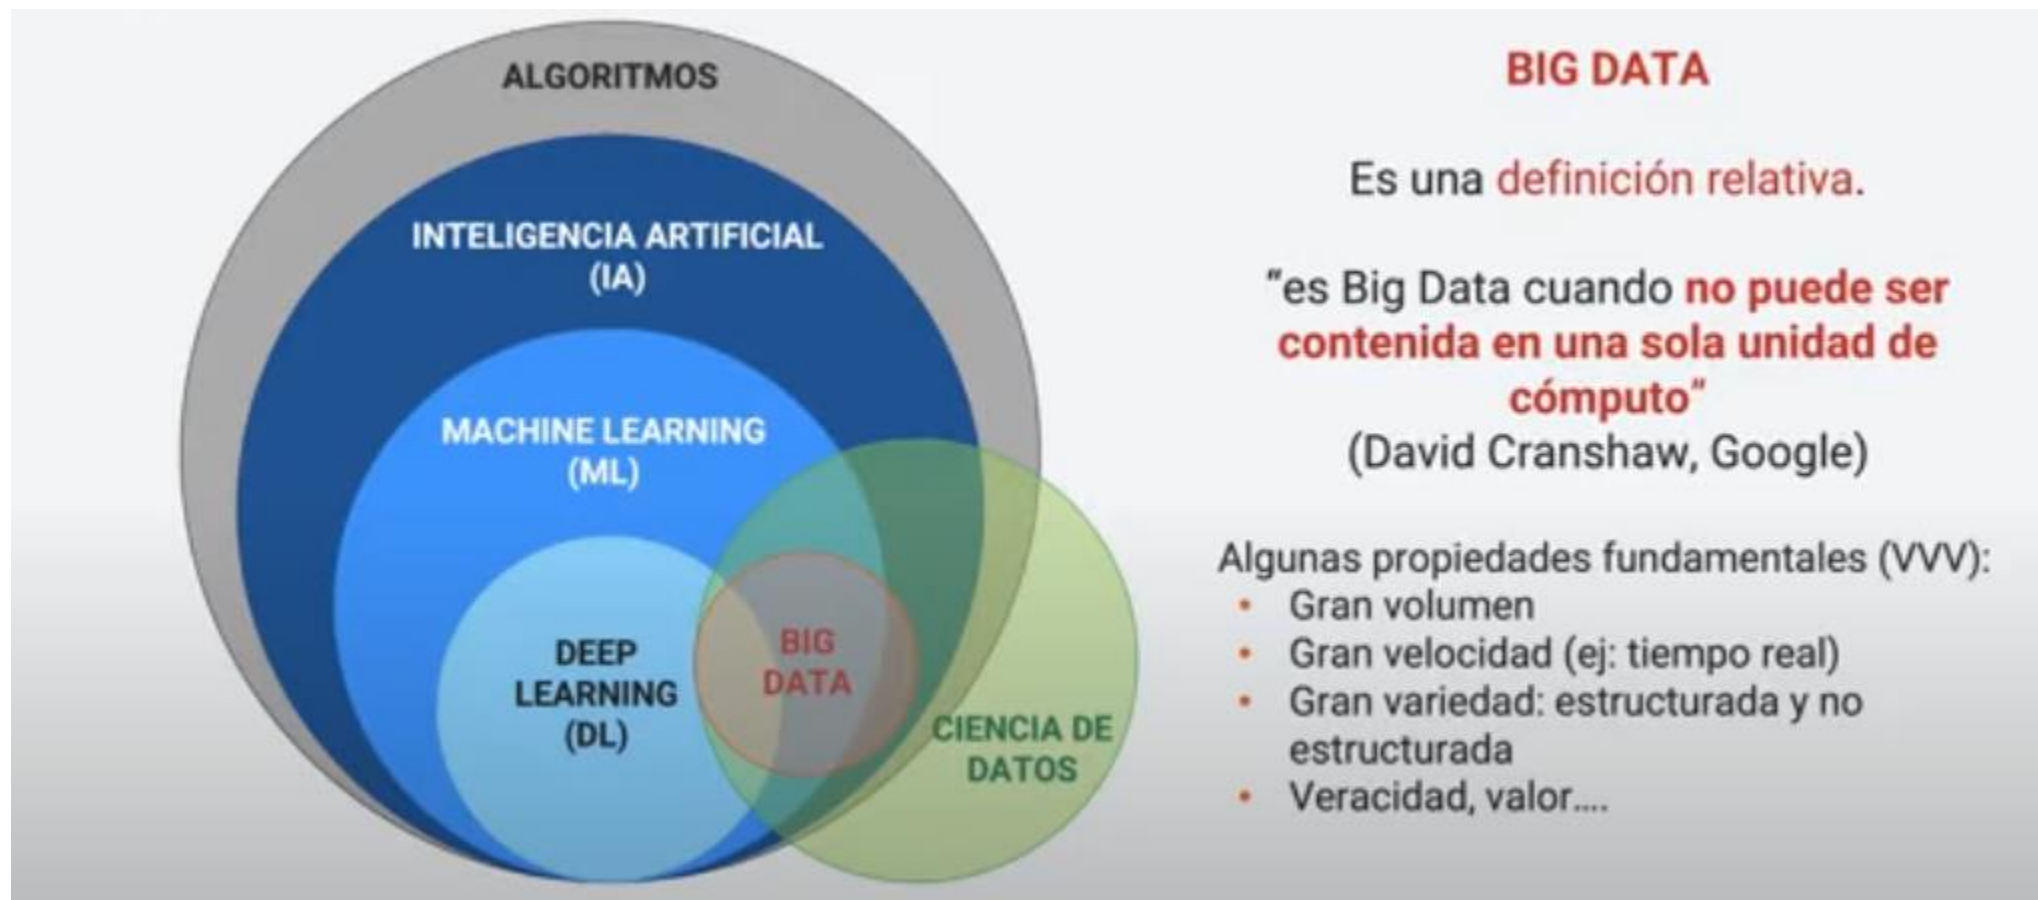 ALGORITMOS
INTELIGENCIA ARTIFICIAL
(IA)
MACHINE LEARNING
(ML)
DEEP
LEARNING
(DL)
BIG
DATA
CIENCIA DE
DATOS
BIG DATA
Es una definición relativa.
“es Big Data cuando no puede ser
contenida en una sola unidad de
cómputo”
(David Cranshaw, Google)
Algunas propiedades fundamentales (VVV):
• Gran volumen
• Gran velocidad (ej: tiempo real)
• Gran variedad: estructurada y no
estructurada
• Veracidad, valor....